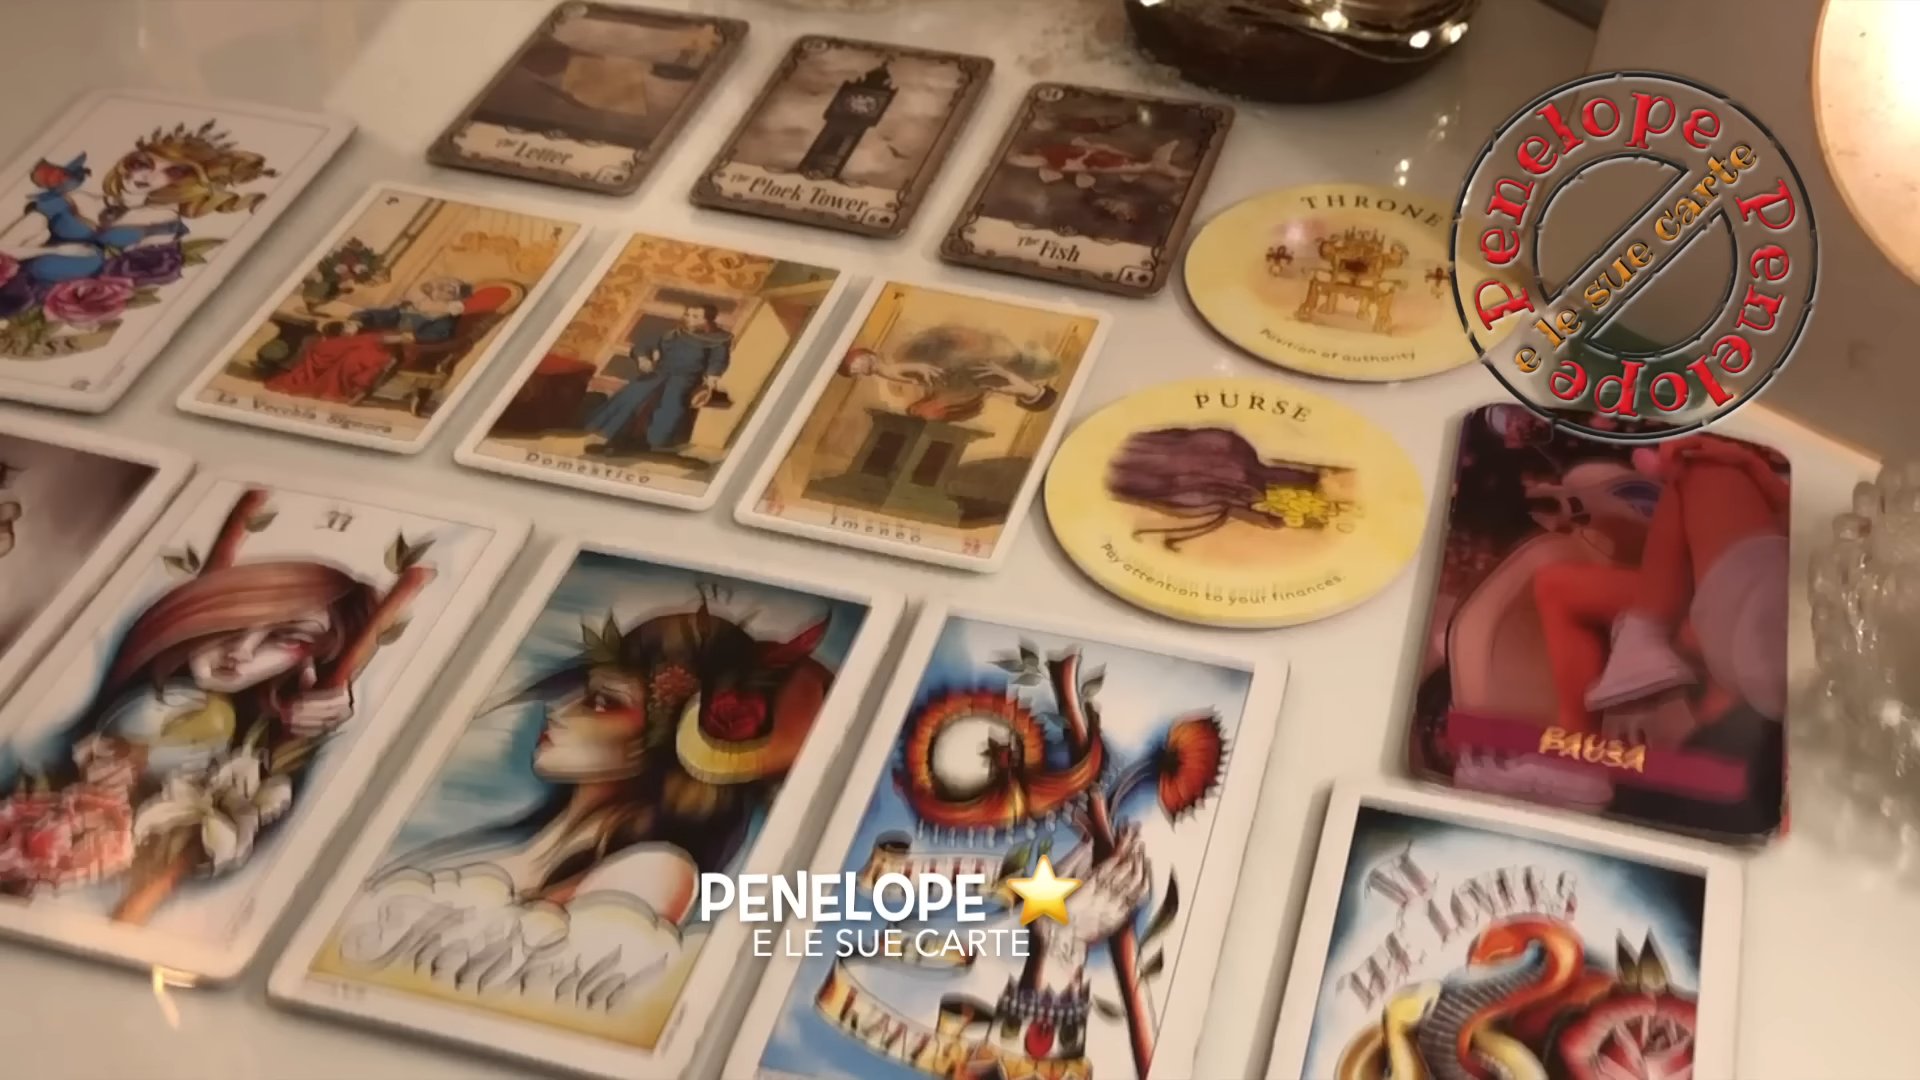 The Letter
The Clock Tower
The Fish
THRONE
Position of authority
Penelope Penelope
e le sue carte
La Vecchia Signora
Domestico
Imeneo
PURSE
Pay attention to your finances.
II
PAUSA
The World
VI
THE LOVERS
PENELOPE ⭐
E LE SUE CARTE